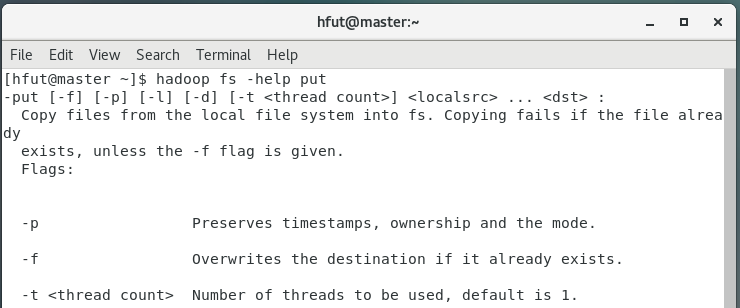 hfut@master:~
File Edit View Search Terminal Help
[hfut@master ~]$ hadoop fs -help put
-put [-f] [-p] [-l] [-d] [-t <thread count>] <localsrc> ... <dst> :
  Copy files from the local file system into fs. Copying fails if the file alrea
dy
  exists, unless the -f flag is given.
  Flags:
  -p                 Preserves timestamps, ownership and the mode.
  -f                 Overwrites the destination if it already exists.
  -t <thread count>  Number of threads to be used, default is 1.